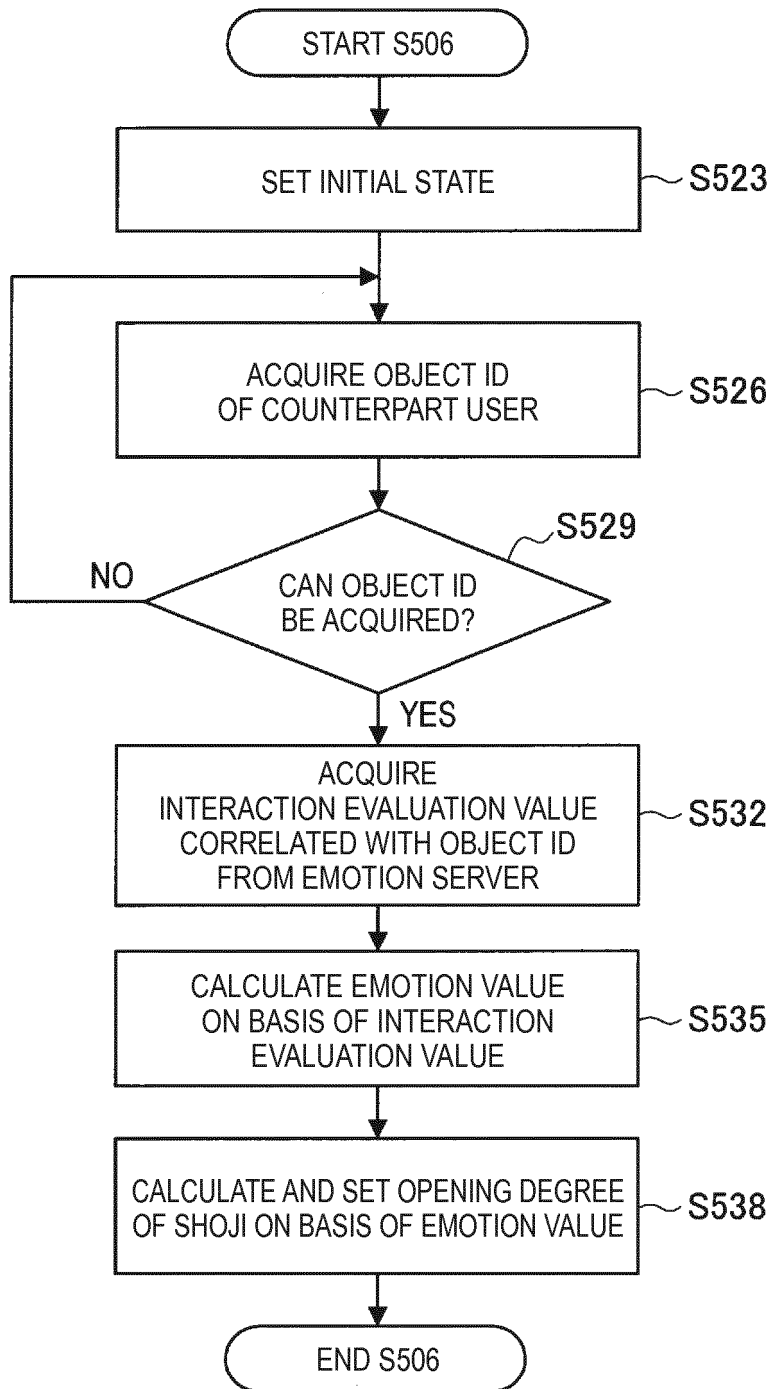 START S506
SET INITIAL STATE
S523
ACQUIRE OBJECT ID
OF COUNTERPART USER
S526
S529
CAN OBJECT ID
BE ACQUIRED?
NO
YES
ACQUIRE
INTERACTION EVALUATION VALUE
CORRELATED WITH OBJECT ID
FROM EMOTION SERVER
S532
CALCULATE EMOTION VALUE
ON BASIS OF INTERACTION
EVALUATION VALUE
S535
CALCULATE AND SET OPENING DEGREE
OF SHOJI ON BASIS OF EMOTION VALUE
S538
END S506